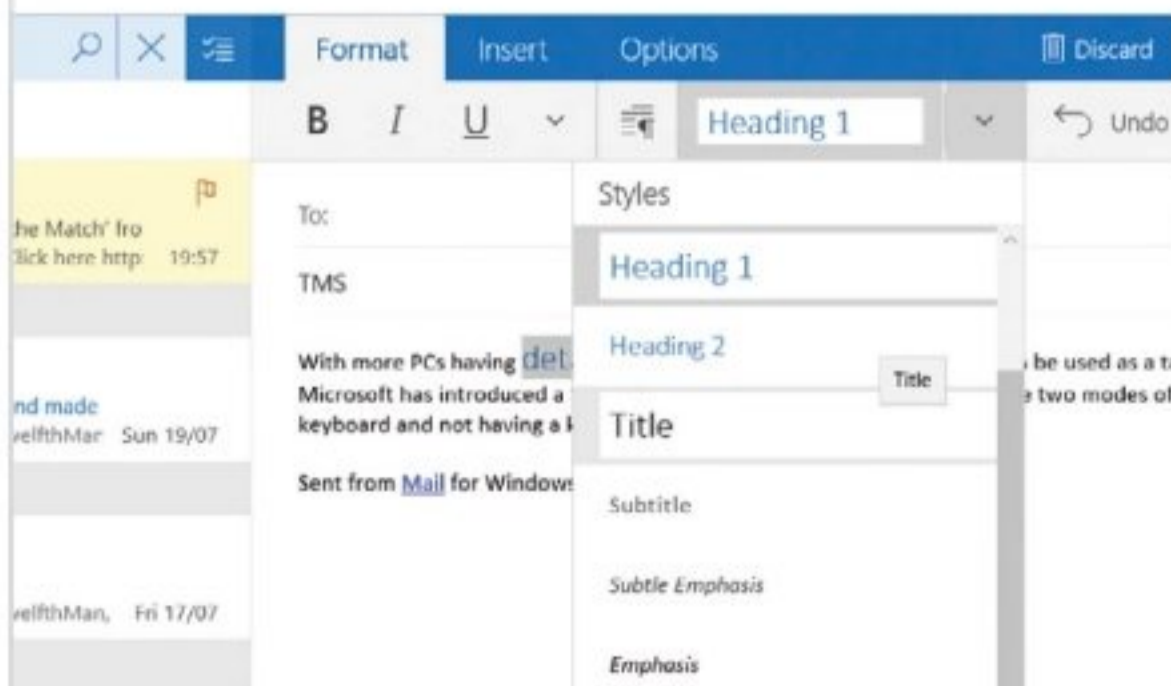 Format Insert Options Discard
B I U Heading 1 Undo
he Match' fro
lick here http 19:57
nd made
velfthMar Sun 19/07
velfthMan, Fri 17/07
To:
TMS
With more PCs having det
Microsoft has introduced a
keyboard and not having a k
Sent from Mail for Windows
be used as a ta
two modes of
Styles
Heading 1
Heading 2
Title
Title
Subtitle
Subtle Emphasis
Emphasis